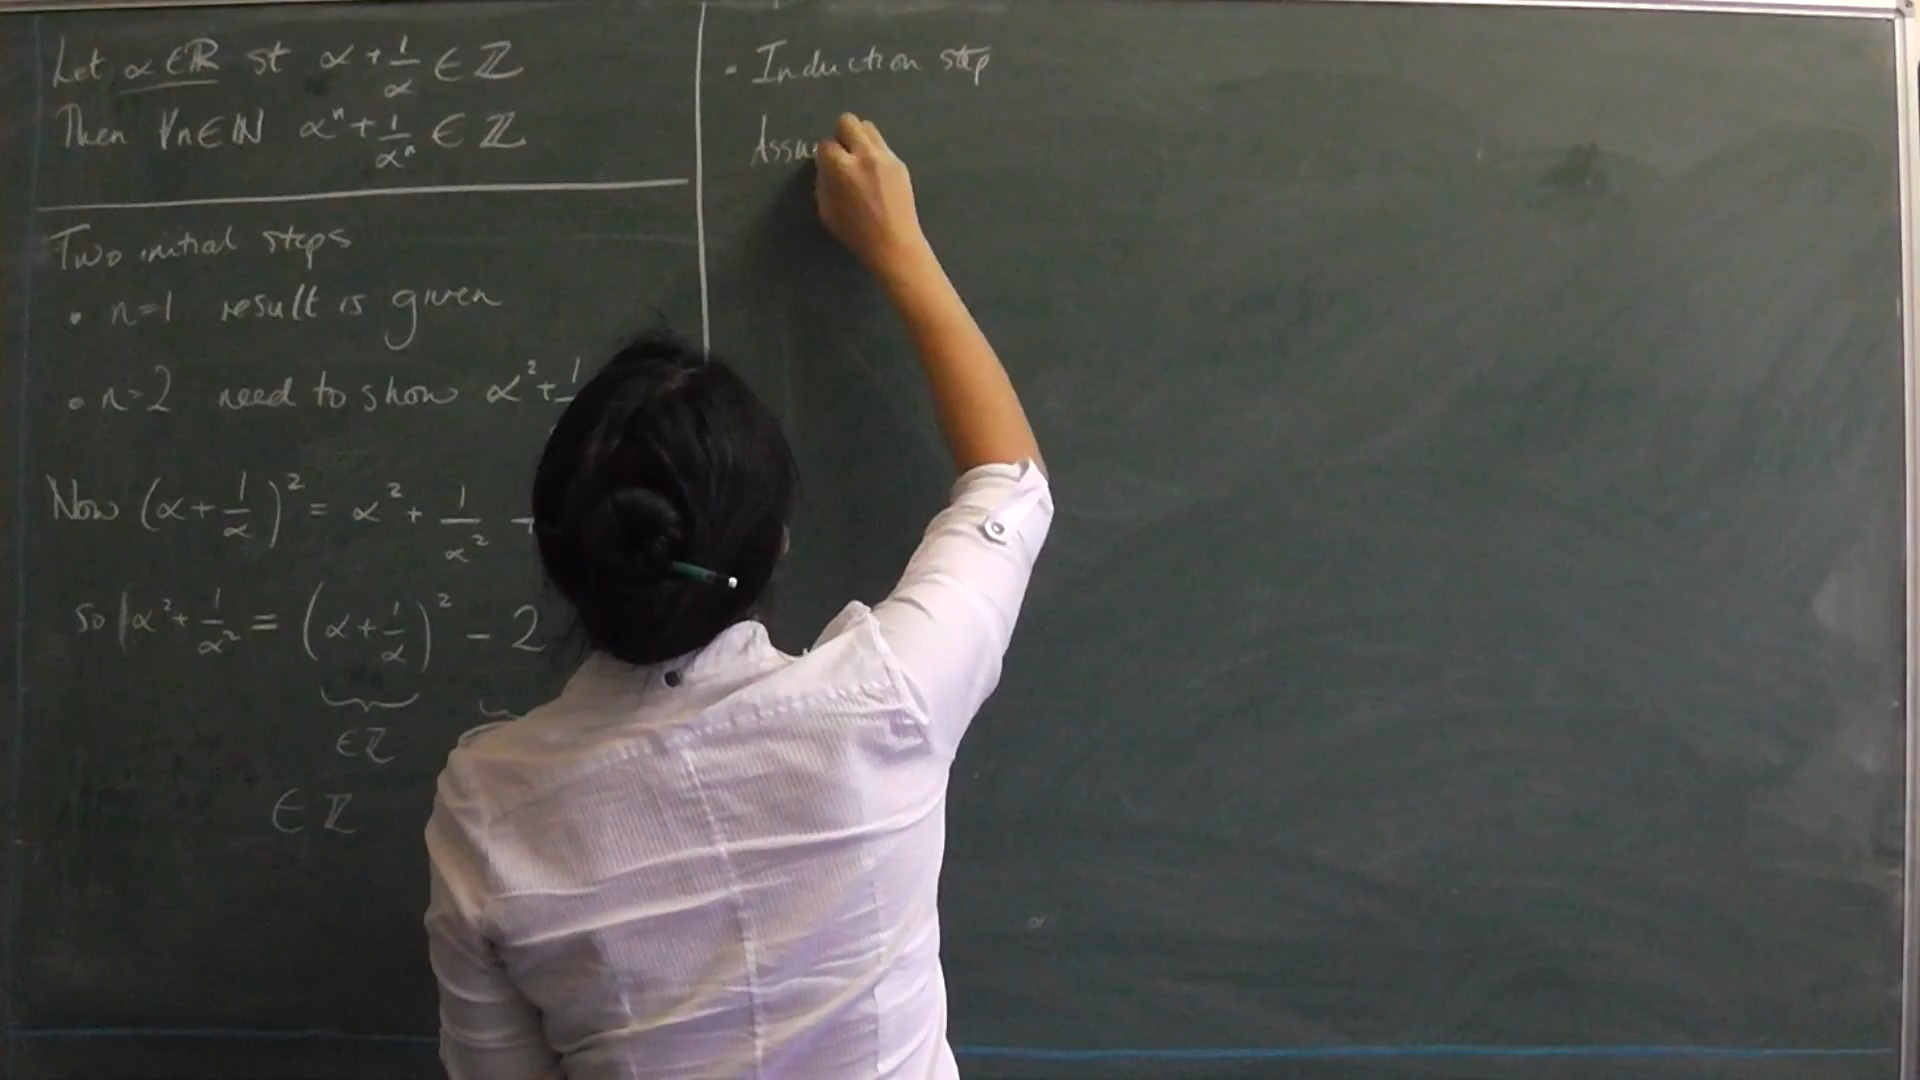 Let α ∈ ℝ st α + 1/α ∈ ℤ
Then ∀n ∈ ℕ αⁿ + 1/αⁿ ∈ ℤ
Two initial steps
• n=1 result is given
• n=2 need to show α² + 1
Now (α + 1/α)² = α² + 1/α² +
so α² + 1/α² = (α + 1/α)² − 2
∈ ℤ
∈ ℤ
• Induction step
Assu